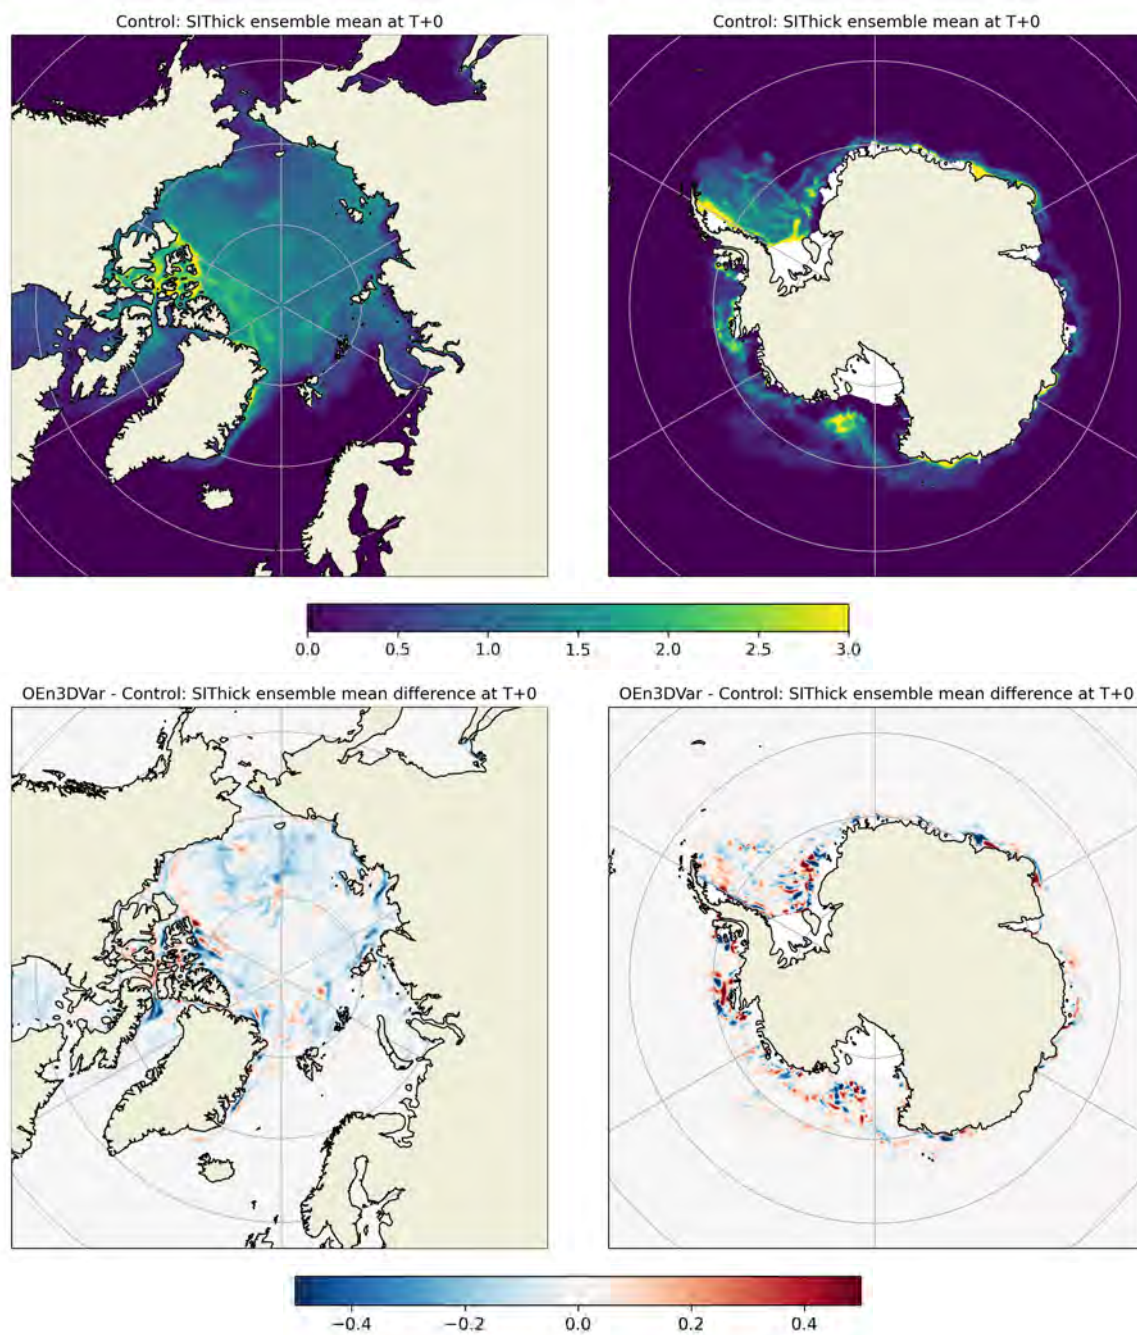 Control: SIThick ensemble mean at T+0
Control: SIThick ensemble mean at T+0
0.0 0.5 1.0 1.5 2.0 2.5 3.0
OEn3DVar - Control: SIThick ensemble mean difference at T+0
OEn3DVar - Control: SIThick ensemble mean difference at T+0
−0.4 −0.2 0.0 0.2 0.4